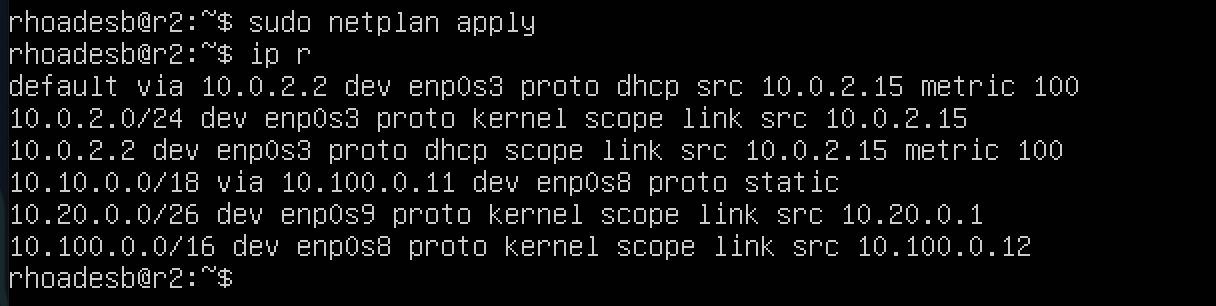 rhoadesb@r2:~$ sudo netplan apply
rhoadesb@r2:~$ ip r
default via 10.0.2.2 dev enp0s3 proto dhcp src 10.0.2.15 metric 100
10.0.2.0/24 dev enp0s3 proto kernel scope link src 10.0.2.15
10.0.2.2 dev enp0s3 proto dhcp scope link src 10.0.2.15 metric 100
10.10.0.0/18 via 10.100.0.11 dev enp0s8 proto static
10.20.0.0/26 dev enp0s9 proto kernel scope link src 10.20.0.1
10.100.0.0/16 dev enp0s8 proto kernel scope link src 10.100.0.12
rhoadesb@r2:~$